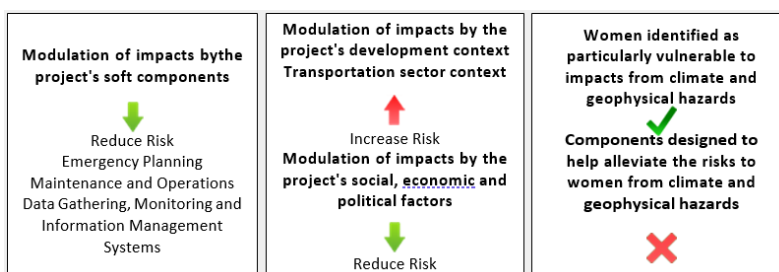 Modulation of impacts bythe
project's soft components
Reduce Risk
Emergency Planning
Maintenance and Operations
Data Gathering, Monitoring and
Information Management
Systems
Modulation of impacts by the
project's development context
Transportation sector context
Increase Risk
Modulation of impacts by the
project's social, economic and
political factors
Reduce Risk
Women identified as
particularly vulnerable to
impacts from climate and
geophysical hazards
Components designed to
help alleviate the risks to
women from climate and
geophysical hazards